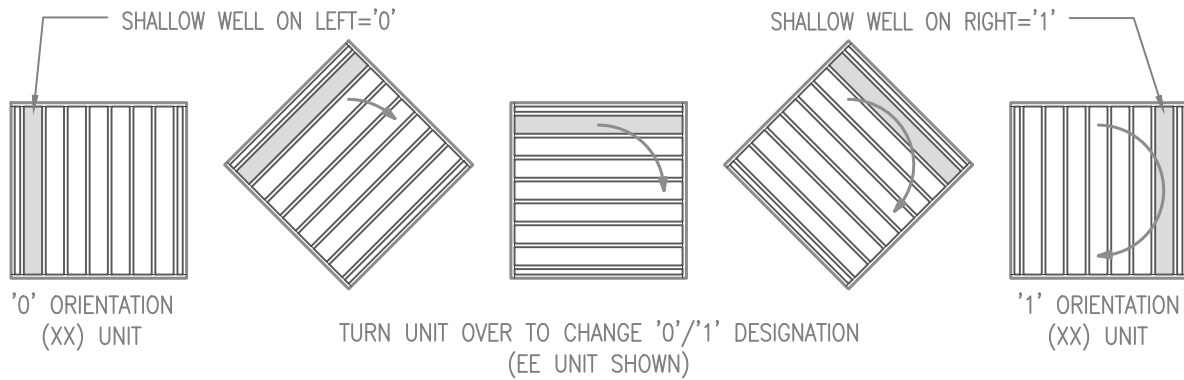 SHALLOW WELL ON LEFT='0'
SHALLOW WELL ON RIGHT='1'
'0' ORIENTATION
(XX) UNIT
TURN UNIT OVER TO CHANGE '0'/'1' DESIGNATION
(EE UNIT SHOWN)
'1' ORIENTATION
(XX) UNIT